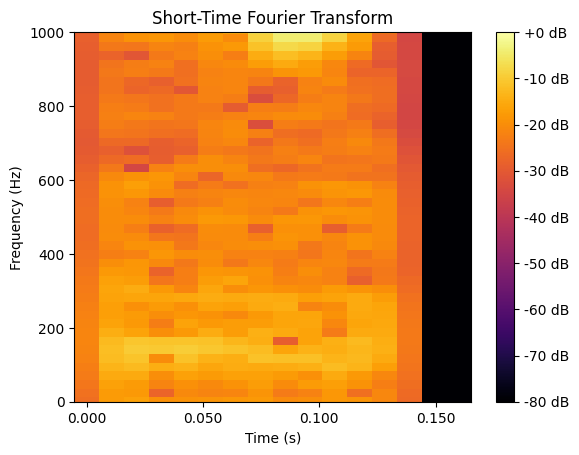 Short-Time Fourier Transform
1000
800
600
400
200
0
Frequency (Hz)
0.000
0.050
0.100
0.150
Time (s)
+0 dB
-10 dB
-20 dB
-30 dB
-40 dB
-50 dB
-60 dB
-70 dB
-80 dB